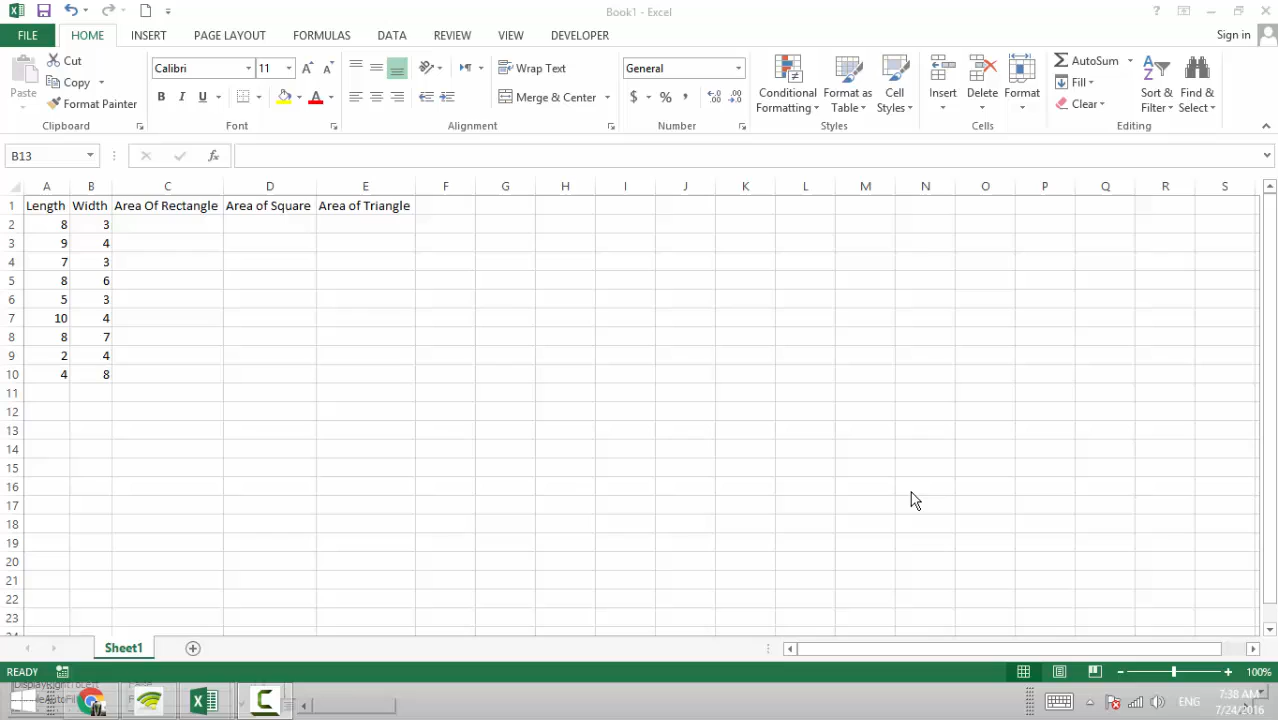 Book1 - Excel
FILE HOME INSERT PAGE LAYOUT FORMULAS DATA REVIEW VIEW DEVELOPER Sign in
Paste
Cut
Copy
Format Painter
Clipboard
Calibri 11
B I U A
Font
Wrap Text
Merge & Center
Alignment
General
$ % ,
Number
Conditional Formatting
Format as Table
Cell Styles
Styles
Insert Delete Format
Cells
AutoSum
Fill
Clear
Sort & Filter
Find & Select
Editing
B13 fx
A B C D E F G H I J K L M N O P Q R S
1 Length Width Area Of Rectangle Area of Square Area of Triangle
2 8 3
3 9 4
4 7 3
5 8 6
6 5 3
7 10 4
8 8 7
9 2 4
10 4 8
11
12
13
14
15
16
17
18
19
20
21
22
23
Sheet1
READY 100%
ENG 7:38 AM
7/24/2016